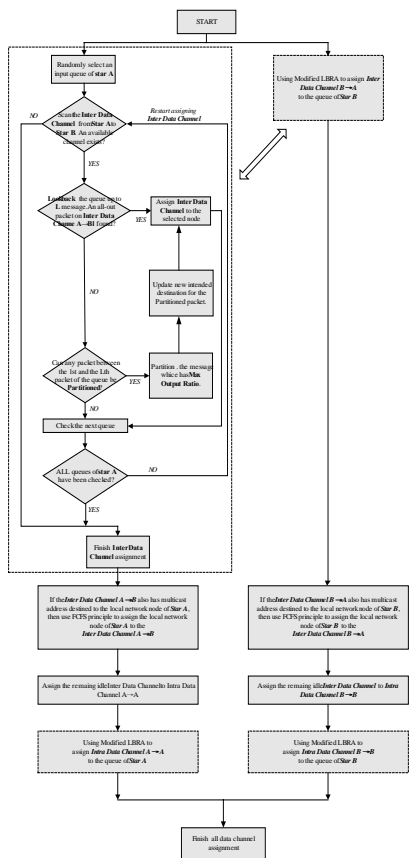 START
Randomly select an
input queue of star A
Using Modified LBRA to assign Inter
Data Channel B→A
to the queue of Star B
NO
Scan the Inter Data
Channel from Star A to
Star B. An available
channel exists?
Restart assigning
Inter Data Channel
YES
Lookback the queue up to
L message. An all-out
packet on Inter Data
Channe A→B1 found?
YES
Assign Inter Data
Channel to the
selected node
NO
Update new intended
destination for the
Partitioned packet.
Can any packet between
the 1st and the Lth
packet of the queue be
Partitioned?
YES
Partition . the message
which has Max
Output Ratio.
NO
Check the next queue
ALL queues of star A
have been checked?
NO
YES
Finish Inter Data
Channel assignment
If the Inter Data Channel A→B also has multicast
address destined to the local network node of Star A,
then use FCFS principle to assign the local network
node of Star A to the
Inter Data Channel A→B
If the Inter Data Channel B→A also has multicast
address destined to the local network node of Star B,
then use FCFS principle to assign the local network
node of Star B to the
Inter Data Channel B→A
Assign the remaing idle Inter Data Channel to Intra Data
Channel A→A
Assign the remaing idle Inter Data Channel to Intra
Data Channel B→B
Using Modified LBRA to
assign Intra Data Channel A→A
to the queue of Star A
Using Modified LBRA to
assign Intra Data Channel B→B
to the queue of Star B
Finish all data channel
assignment